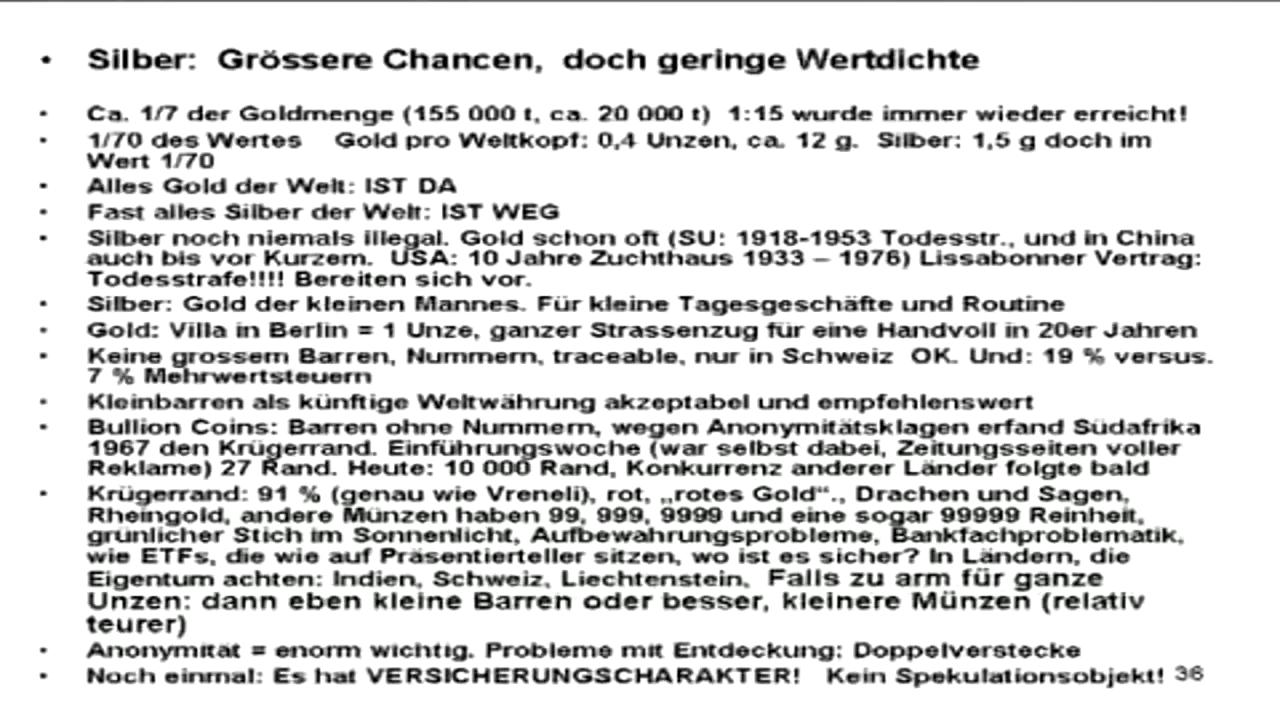 • Silber: Grössere Chancen, doch geringe Wertdichte
• Ca. 1/7 der Goldmenge (155 000 t, ca. 20 000 t) 1:15 wurde immer wieder erreicht!
• 1/70 des Wertes Gold pro Weltkopf: 0,4 Unzen, ca. 12 g. Silber: 1,5 g doch im
Wert 1/70
• Alles Gold der Welt: IST DA
• Fast alles Silber der Welt: IST WEG
• Silber noch niemals illegal. Gold schon oft (SU: 1918-1953 Todesstr., und in China
auch bis vor Kurzem. USA: 10 Jahre Zuchthaus 1933 – 1976) Lissabonner Vertrag:
Todesstrafe!!!! Bereiten sich vor.
• Silber: Gold der kleinen Mannes. Für kleine Tagesgeschäfte und Routine
• Gold: Villa in Berlin = 1 Unze, ganzer Strassenzug für eine Handvoll in 20er Jahren
• Keine grossem Barren, Nummern, traceable, nur in Schweiz OK. Und: 19 % versus.
7 % Mehrwertsteuern
• Kleinbarren als künftige Weltwährung akzeptabel und empfehlenswert
• Bullion Coins: Barren ohne Nummern, wegen Anonymitätsklagen erfand Südafrika
1967 den Krügerrand. Einführungswoche (war selbst dabei, Zeitungsseiten voller
Reklame) 27 Rand. Heute: 10 000 Rand, Konkurrenz anderer Länder folgte bald
• Krügerrand: 91 % (genau wie Vreneli), rot, „rotes Gold“., Drachen und Sagen,
Rheingold, andere Münzen haben 99, 999, 9999 und eine sogar 99999 Reinheit,
grünlicher Stich im Sonnenlicht, Aufbewahrungsprobleme, Bankfachproblematik,
wie ETFs, die wie auf Präsentierteller sitzen, wo ist es sicher? In Ländern, die
Eigentum achten: Indien, Schweiz, Liechtenstein, Falls zu arm für ganze
Unzen: dann eben kleine Barren oder besser, kleinere Münzen (relativ
teurer)
• Anonymität = enorm wichtig. Probleme mit Entdeckung: Doppelverstecke
• Noch einmal: Es hat VERSICHERUNGSCHARAKTER! Kein Spekulationsobjekt! 36